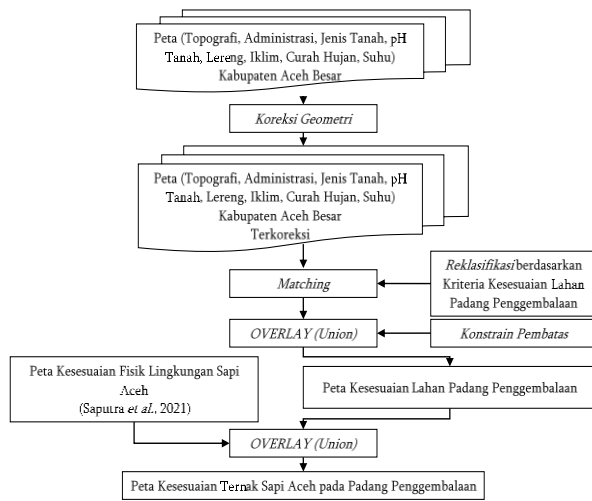 Peta (Topografi, Administrasi, Jenis Tanah, pH
Tanah, Lereng, Iklim, Curah Hujan, Suhu)
Kabupaten Aceh Besar
Koreksi Geometri
Peta (Topografi, Administrasi, Jenis Tanah, pH
Tanah, Lereng, Iklim, Curah Hujan, Suhu)
Kabupaten Aceh Besar
Terkoreksi
Matching
Reklasifikasi berdasarkan
Kriteria Kesesuaian Lahan
Padang Penggembalaan
OVERLAY (Union)
Konstrain Pembatas
Peta Kesesuaian Fisik Lingkungan Sapi
Aceh
(Saputra et al., 2021)
Peta Kesesuaian Lahan Padang Penggembalaan
OVERLAY (Union)
Peta Kesesuaian Ternak Sapi Aceh pada Padang Penggembalaan